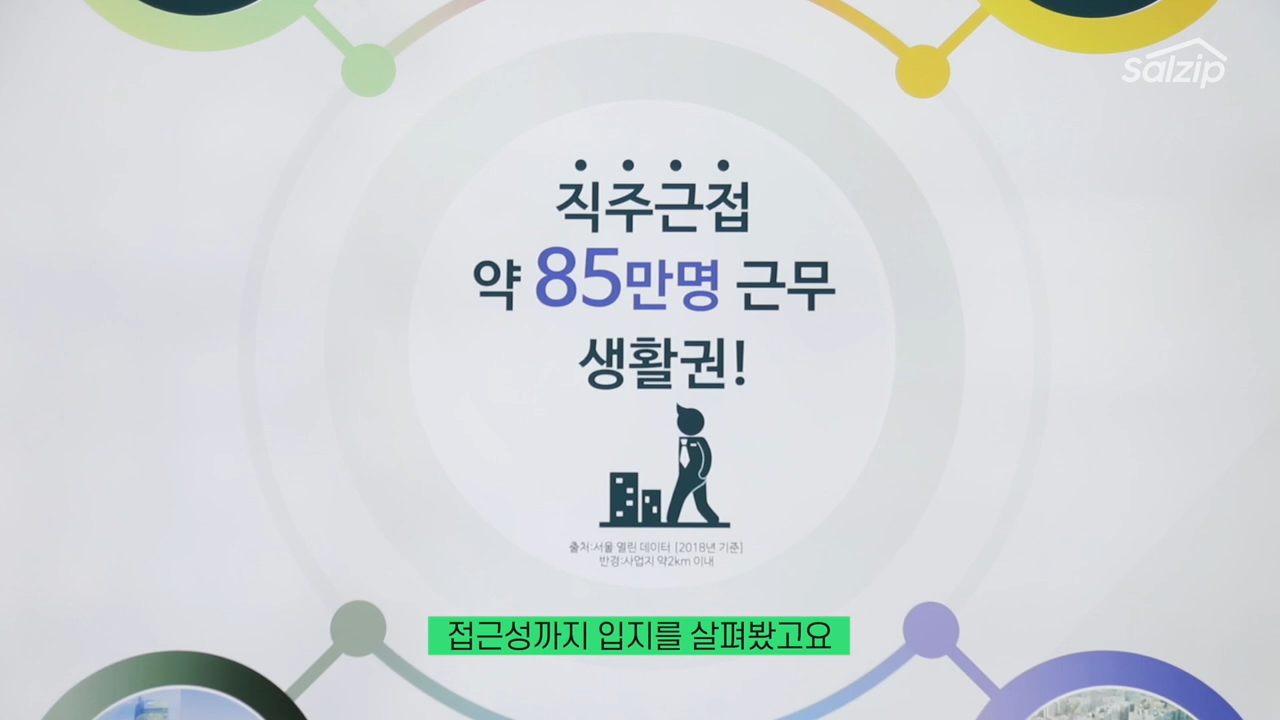 Salzip
직주근접
약 85만명 근무
생활권!
출처:서울 열린 데이터 [2018년 기준]
반경:사업지 약2km 이내
접근성까지 입지를 살펴봤고요